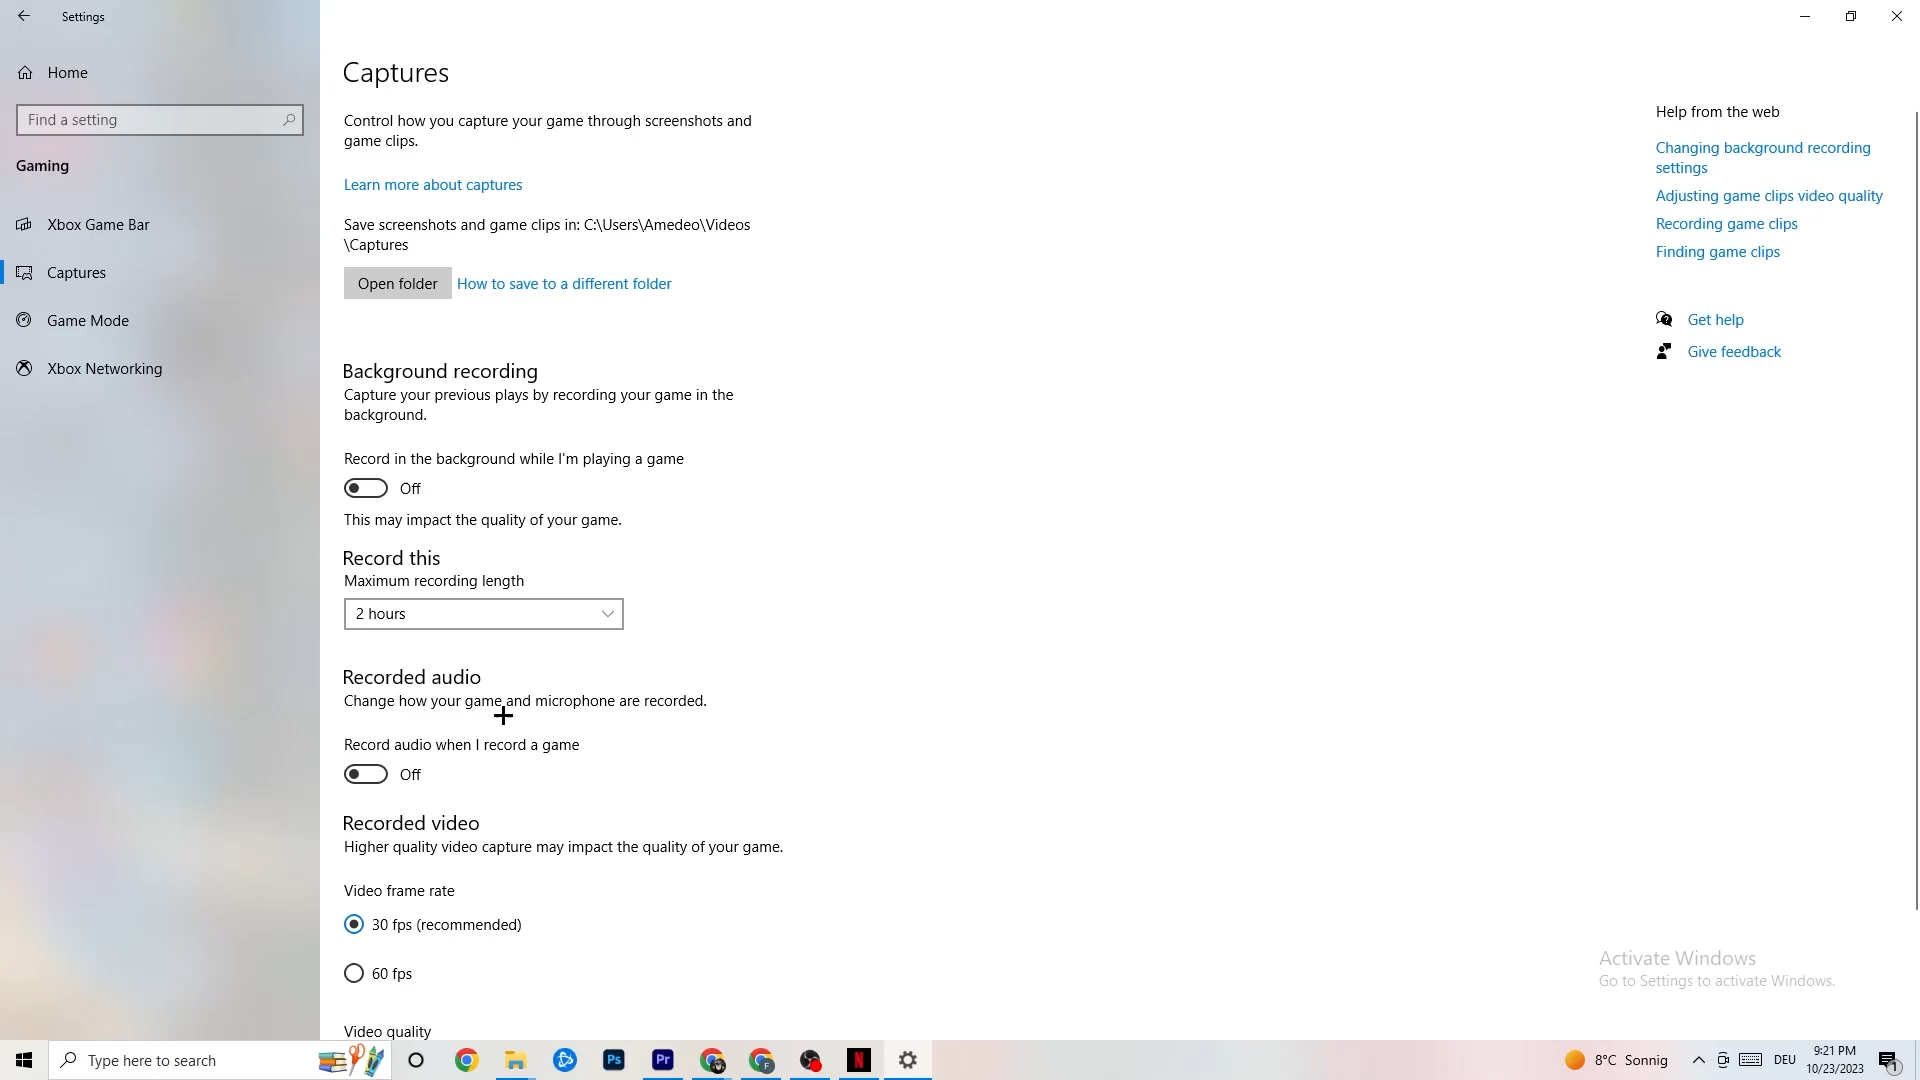 Settings
Home
Find a setting
Gaming
Xbox Game Bar
Captures
Game Mode
Xbox Networking
Captures
Control how you capture your game through screenshots and
game clips.
Learn more about captures
Save screenshots and game clips in: C:\Users\Amedeo\Videos
\Captures
Open folder
How to save to a different folder
Background recording
Capture your previous plays by recording your game in the
background.
Record in the background while I'm playing a game
Off
This may impact the quality of your game.
Record this
Maximum recording length
2 hours
Recorded audio
Change how your game and microphone are recorded.
Record audio when I record a game
Off
Recorded video
Higher quality video capture may impact the quality of your game.
Video frame rate
30 fps (recommended)
60 fps
Video quality
Help from the web
Changing background recording
settings
Adjusting game clips video quality
Recording game clips
Finding game clips
Get help
Give feedback
Activate Windows
Go to Settings to activate Windows.
Type here to search
Ps
Pr
F
N
8°C Sonnig
DEU
9:21 PM
10/23/2023
1